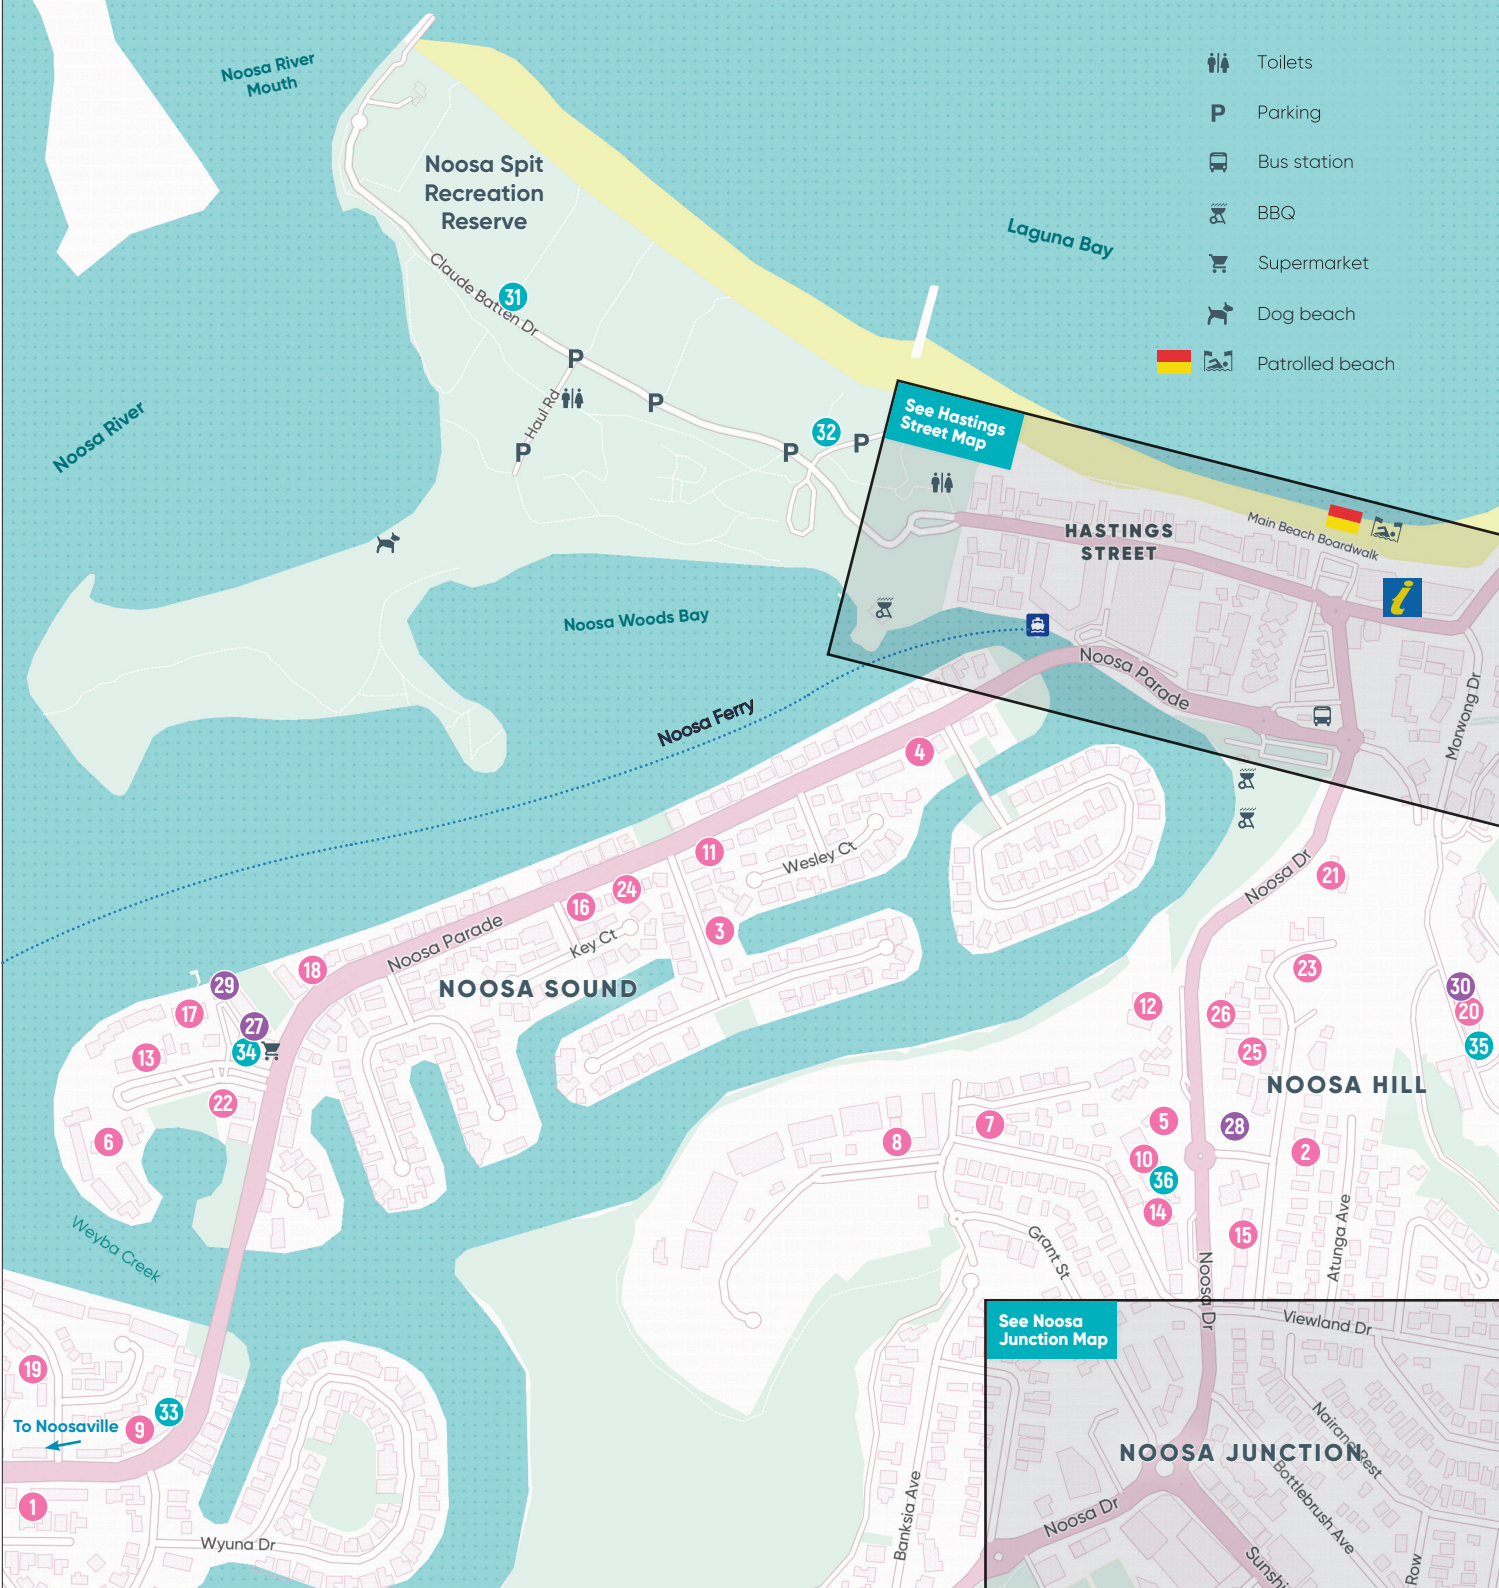 Noosa River
Mouth
Noosa Spit
Recreation
Reserve
Laguna Bay
Toilets
P
Parking
Bus station
BBQ
Supermarket
Dog beach
Patrolled beach
Claude Batten Dr
31
P
Haul Rd
P
P
P
32
P
Noosa River
See Hastings
Street Map
HASTINGS
STREET
Main Beach Boardwalk
i
Noosa Woods Bay
Noosa Ferry
Noosa Parade
Morwong Dr
4
11
Wesley Ct
24
16
3
Key Ct
Noosa Parade
NOOSA SOUND
18
29
17
27
34
13
22
6
Weyba Creek
Noosa Dr
21
23
12
26
25
30
20
35
NOOSA HILL
5
28
10
36
2
14
15
7
8
Grant St
Atunga Ave
Noosa Dr
Viewland Dr
See Noosa
Junction Map
19
33
To Noosaville
9
1
Wyuna Dr
Nairana Rest
NOOSA JUNCTION
Bottlebrush Ave
Noosa Dr
Banksia Ave
Sunshi
Row